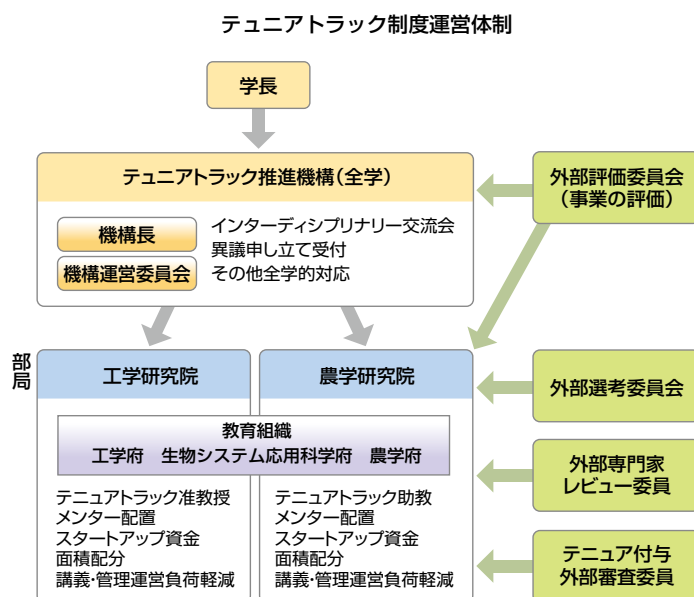 テュニアトラック制度運営体制
学長
テュニアトラック推進機構（全学）
機構長
機構運営委員会
インターディシプリナリー交流会
異議申し立て受付
その他全学的対応
外部評価委員会
（事業の評価）
部局
工学研究院
農学研究院
外部選考委員会
教育組織
工学府　生物システム応用科学府　農学府
外部専門家
レビュー委員
テニュアトラック准教授
メンター配置
スタートアップ資金
面積配分
講義・管理運営負荷軽減
テニュアトラック助教
メンター配置
スタートアップ資金
面積配分
講義・管理運営負荷軽減
テニュア付与
外部審査委員